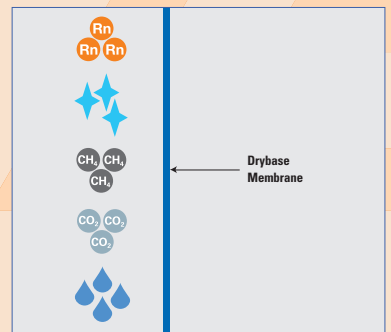 Rn
Rn Rn
CH₄ CH₄
CH₄
Drybase
Membrane
CO₂ CO₂
CO₂